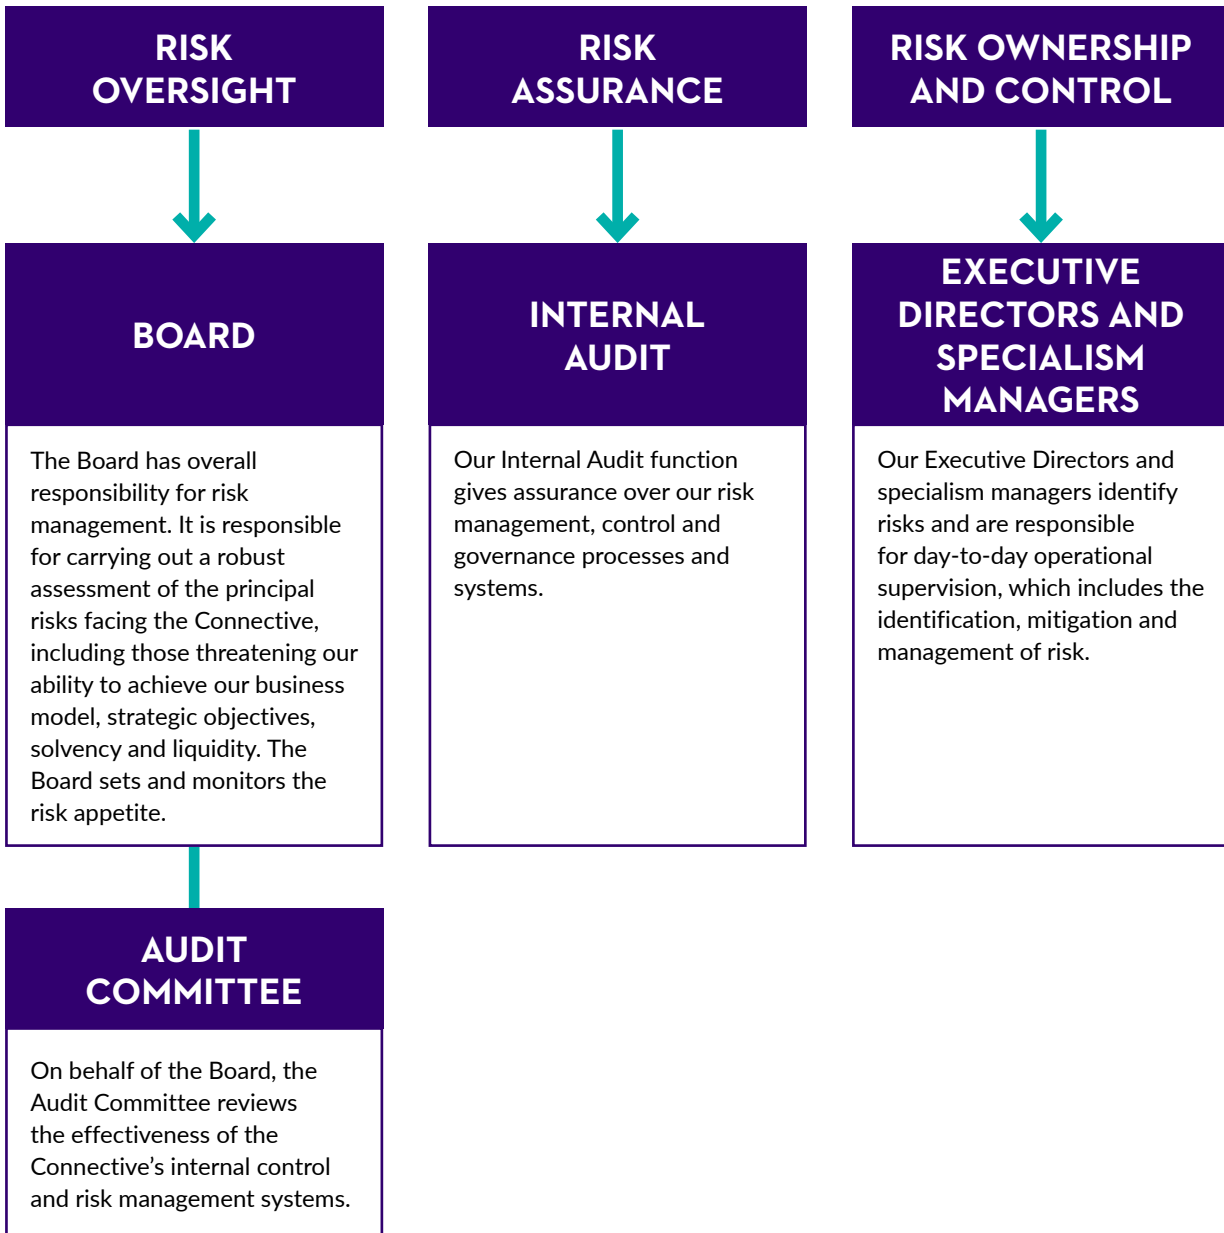 RISK
OVERSIGHT
BOARD
The Board has overall
responsibility for risk
management. It is responsible
for carrying out a robust
assessment of the principal
risks facing the Connective,
including those threatening our
ability to achieve our business
model, strategic objectives,
solvency and liquidity. The
Board sets and monitors the
risk appetite.
AUDIT
COMMITTEE
On behalf of the Board, the
Audit Committee reviews
the effectiveness of the
Connective’s internal control
and risk management systems.
RISK
ASSURANCE
INTERNAL
AUDIT
Our Internal Audit function
gives assurance over our risk
management, control and
governance processes and
systems.
RISK OWNERSHIP
AND CONTROL
EXECUTIVE
DIRECTORS AND
SPECIALISM
MANAGERS
Our Executive Directors and
specialism managers identify
risks and are responsible
for day-to-day operational
supervision, which includes the
identification, mitigation and
management of risk.